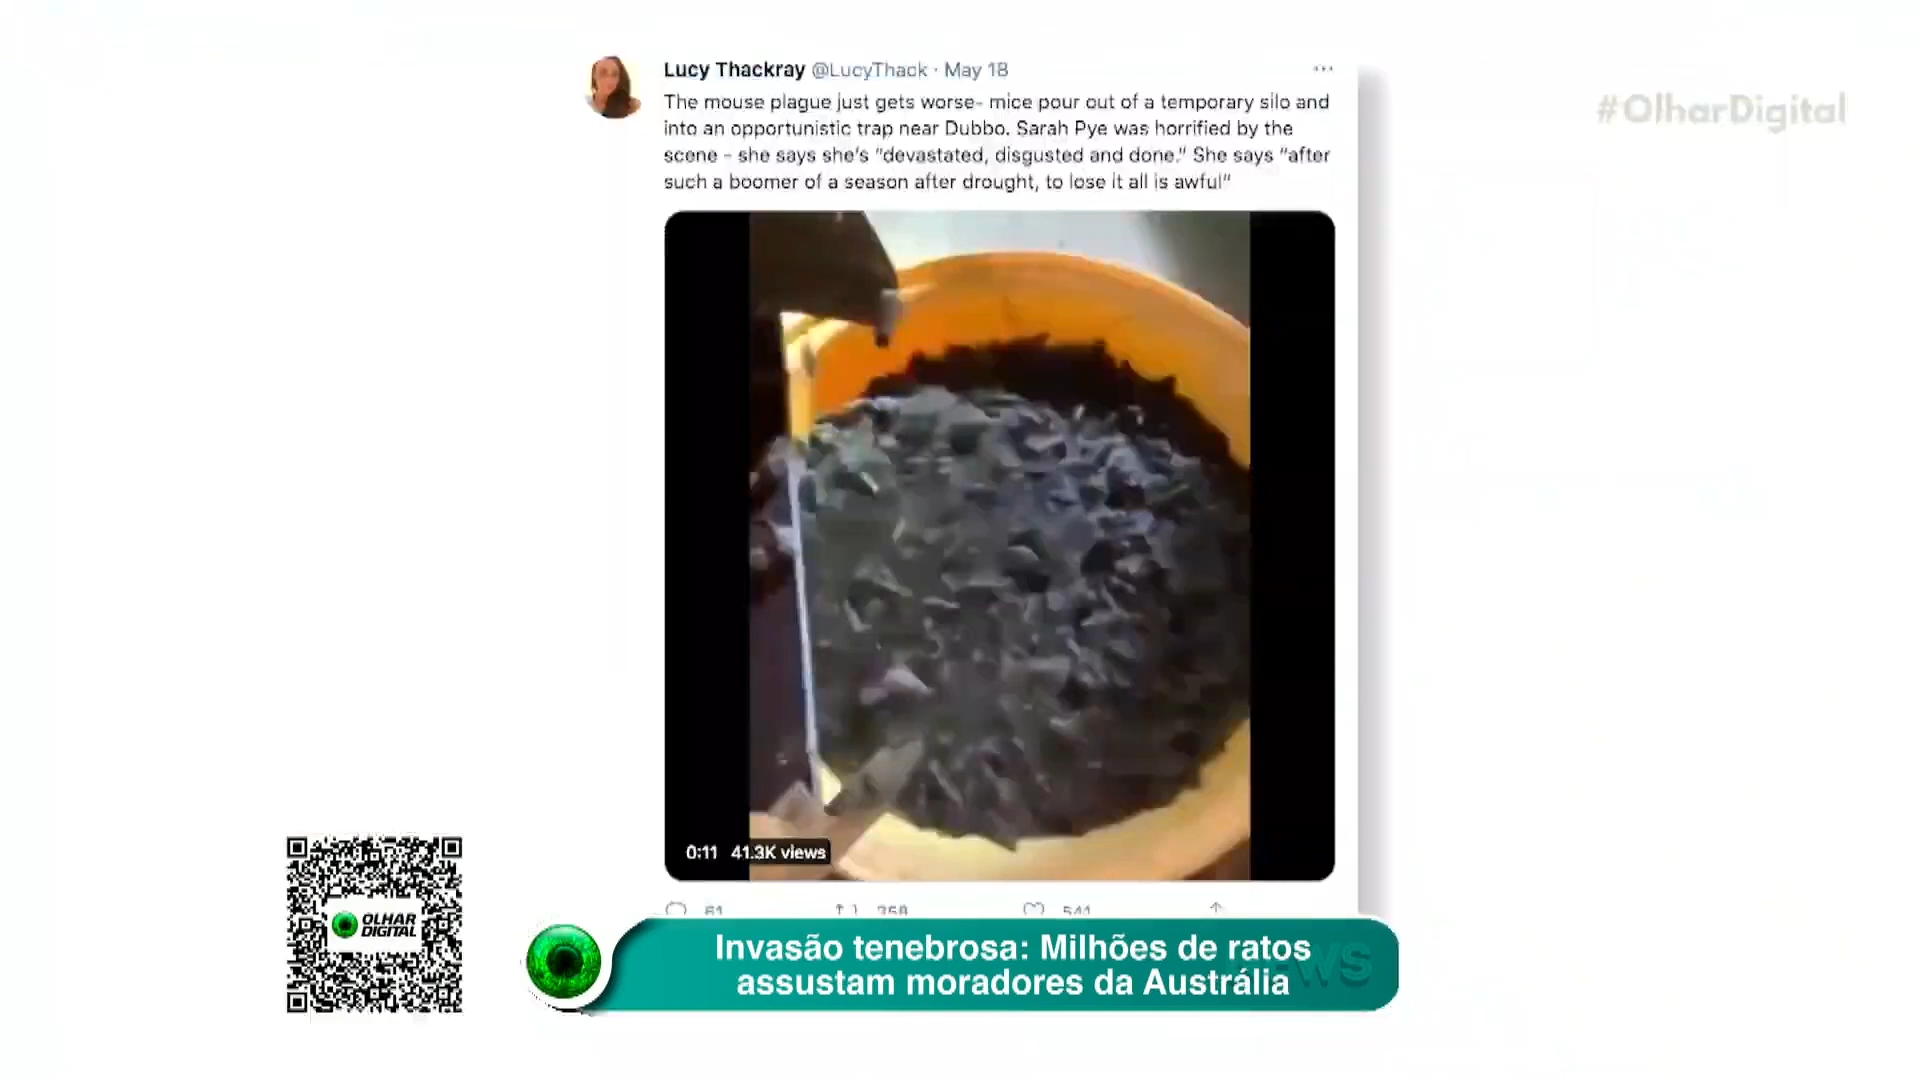 Lucy Thackray @LucyThack · May 18
#OlharDigital
The mouse plague just gets worse- mice pour out of a temporary silo and
into an opportunistic trap near Dubbo. Sarah Pye was horrified by the
scene - she says she's "devastated, disgusted and done." She says "after
such a boomer of a season after drought, to lose it all is awful"
0:11 41.3K views
61 358 541
OLHAR
DIGITAL
Invasão tenebrosa: Milhões de ratos
assustam moradores da Austrália